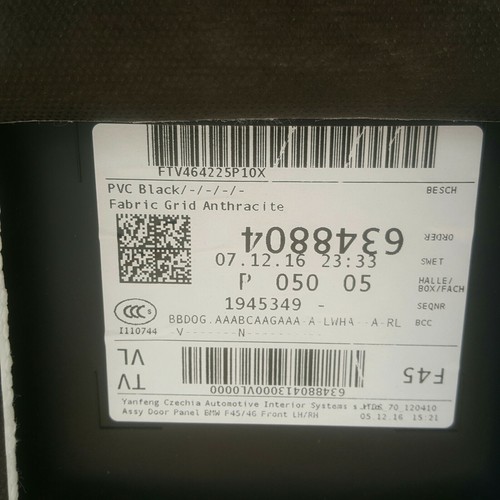 FTV464225P10X
PVC Black/-/-/-/- BESCH
Fabric Grid Anthracite
6348804 ORDER
07.12.16 23:33 SWET
050 05 HALLE/
BOX/FACH
1945349 - SEQNR
BBDOG.AAABCAAGAAA-A-LWHA--A-RL BCC
-V-------N-
CCC S
I110744
TV VL
634880413000VL0000
F45
Yanfeng Czechia Automotive Interior Systems s 70_120410
Assy Door Panel BMW F45/46 Front LH/RH 05.12.16 15:21